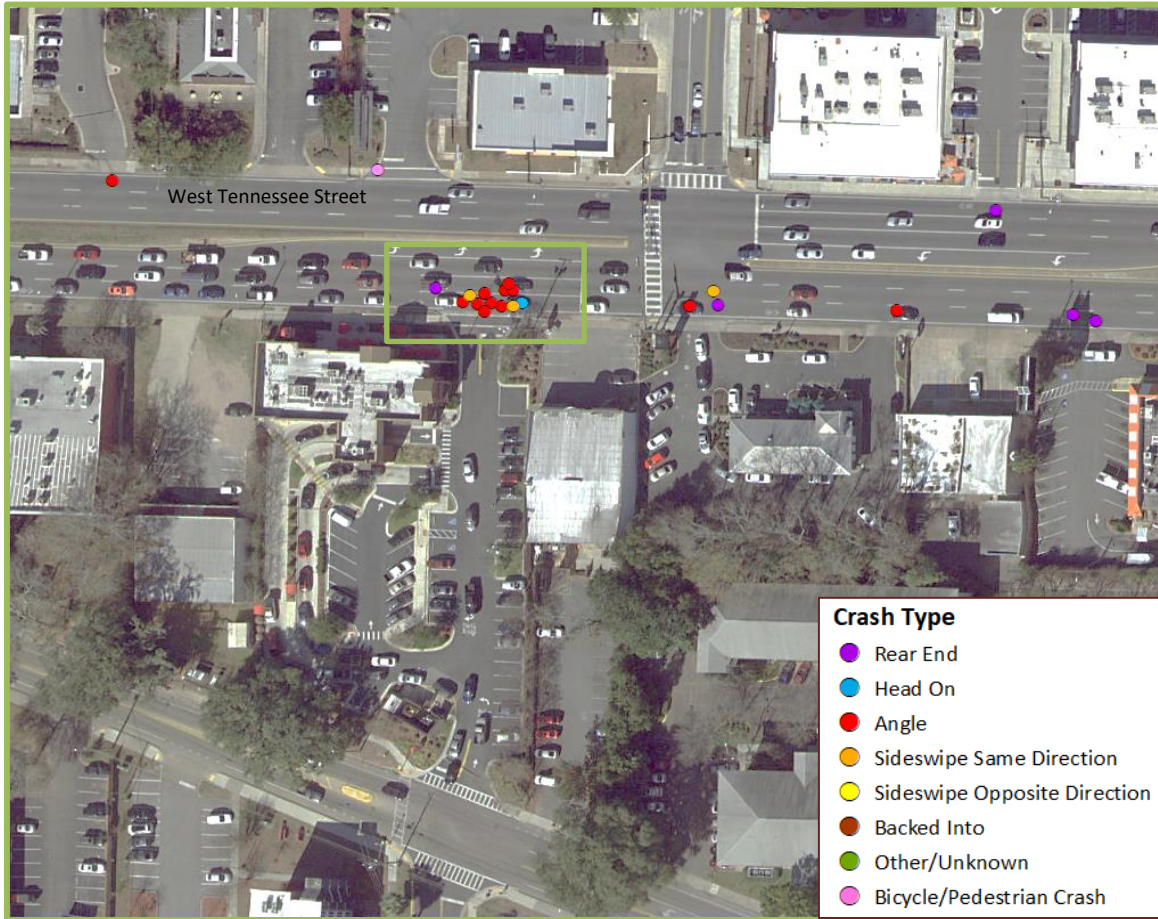 West Tennessee Street
Crash Type
Rear End
Head On
Angle
Sideswipe Same Direction
Sideswipe Opposite Direction
Backed Into
Other/Unknown
Bicycle/Pedestrian Crash